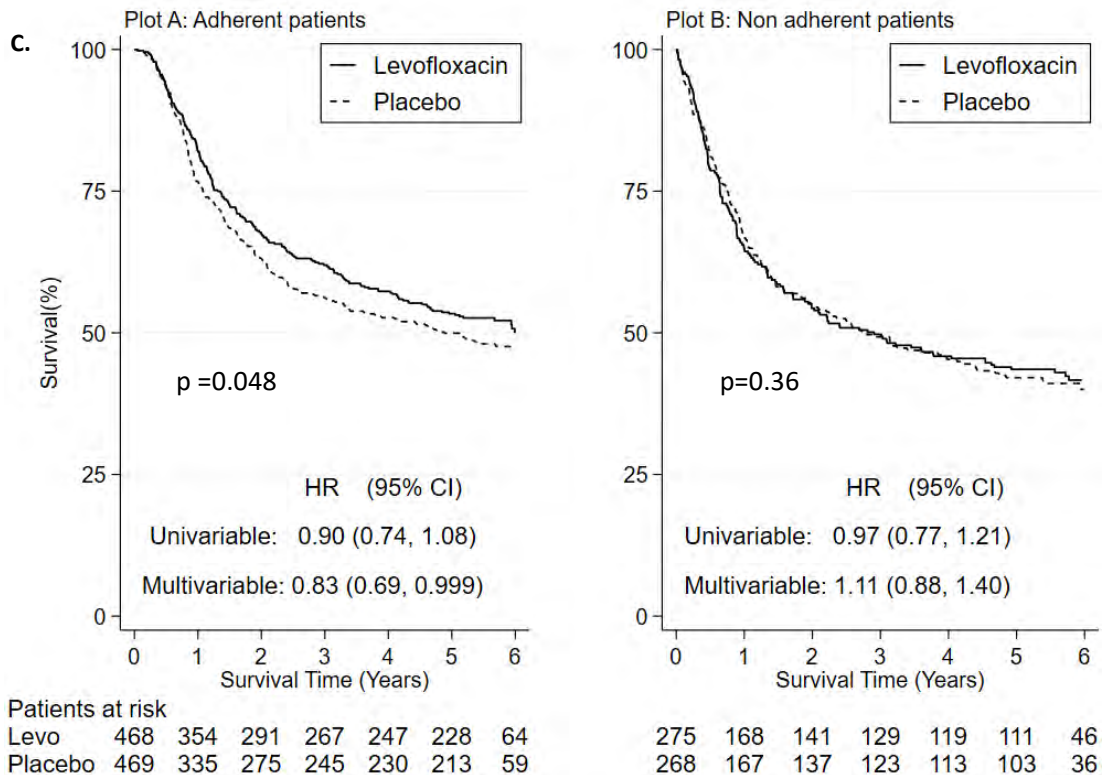 C.
Plot A: Adherent patients
Levofloxacin
Placebo
100
75
50
25
0
Survival(%)
p =0.048
HR (95% CI)
Univariable: 0.90 (0.74, 1.08)
Multivariable: 0.83 (0.69, 0.999)
0 1 2 3 4 5 6
Survival Time (Years)
Plot B: Non adherent patients
Levofloxacin
Placebo
100
75
50
25
0
p=0.36
HR (95% CI)
Univariable: 0.97 (0.77, 1.21)
Multivariable: 1.11 (0.88, 1.40)
0 1 2 3 4 5 6
Survival Time (Years)
Patients at risk
Levo 468 354 291 267 247 228 64 275 168 141 129 119 111 46
Placebo 469 335 275 245 230 213 59 268 167 137 123 113 103 36